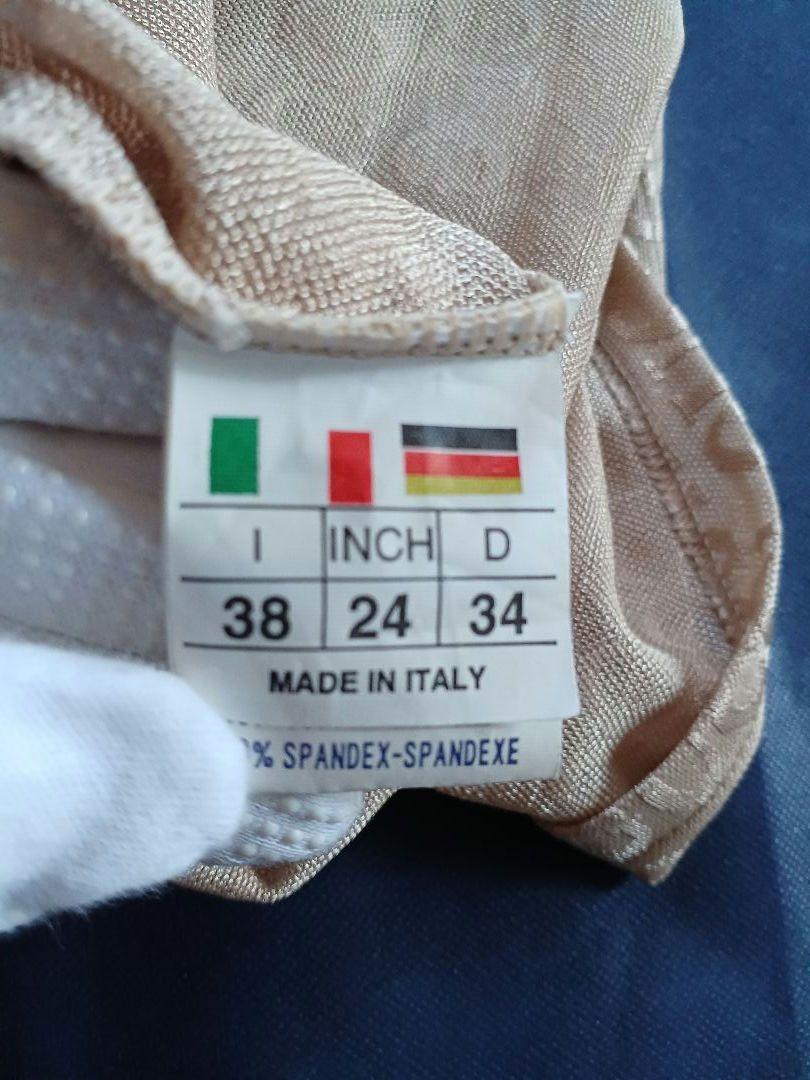 I INCH D
38 24 34
MADE IN ITALY
% SPANDEX-SPANDEXE